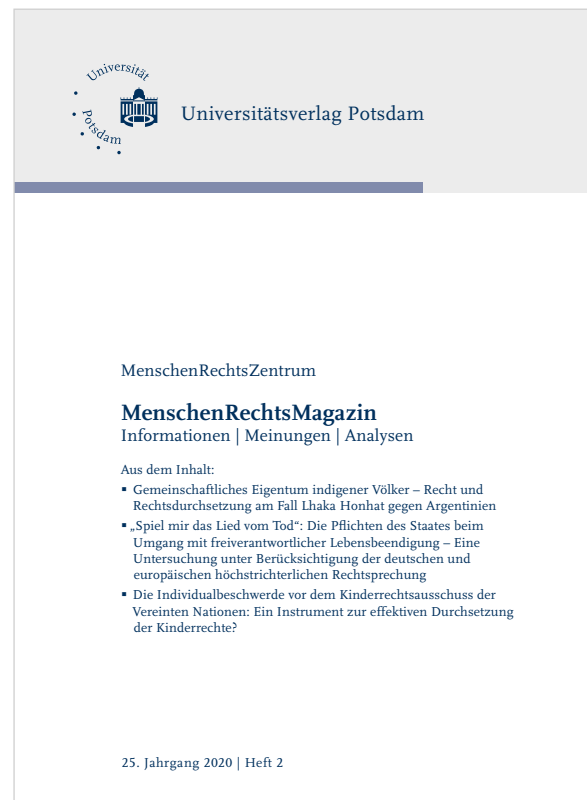 Universität
Potsdam
Universitätsverlag Potsdam
MenschenRechtsZentrum
MenschenRechtsMagazin
Informationen | Meinungen | Analysen
Aus dem Inhalt:
▪ Gemeinschaftliches Eigentum indigener Völker – Recht und
Rechtsdurchsetzung am Fall Lhaka Honhat gegen Argentinien
▪ „Spiel mir das Lied vom Tod“: Die Pflichten des Staates beim
Umgang mit freiverantwortlicher Lebensbeendigung – Eine
Untersuchung unter Berücksichtigung der deutschen und
europäischen höchstrichterlichen Rechtsprechung
▪ Die Individualbeschwerde vor dem Kinderrechtsausschuss der
Vereinten Nationen: Ein Instrument zur effektiven Durchsetzung
der Kinderrechte?
25. Jahrgang 2020 | Heft 2